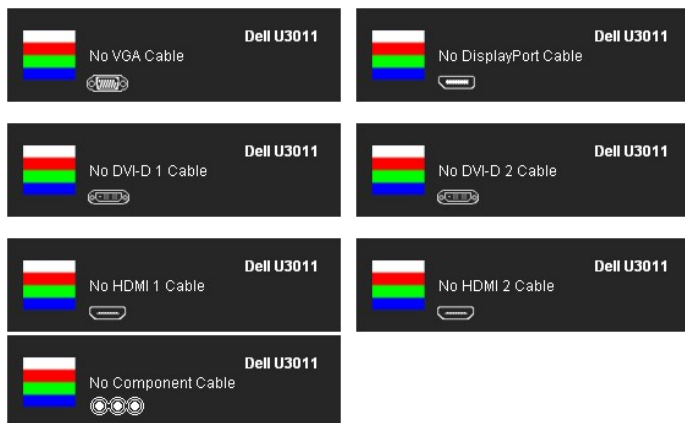 Dell U3011
No VGA Cable
Dell U3011
No DisplayPort Cable
Dell U3011
No DVI-D 1 Cable
Dell U3011
No DVI-D 2 Cable
Dell U3011
No HDMI 1 Cable
Dell U3011
No HDMI 2 Cable
Dell U3011
No Component Cable